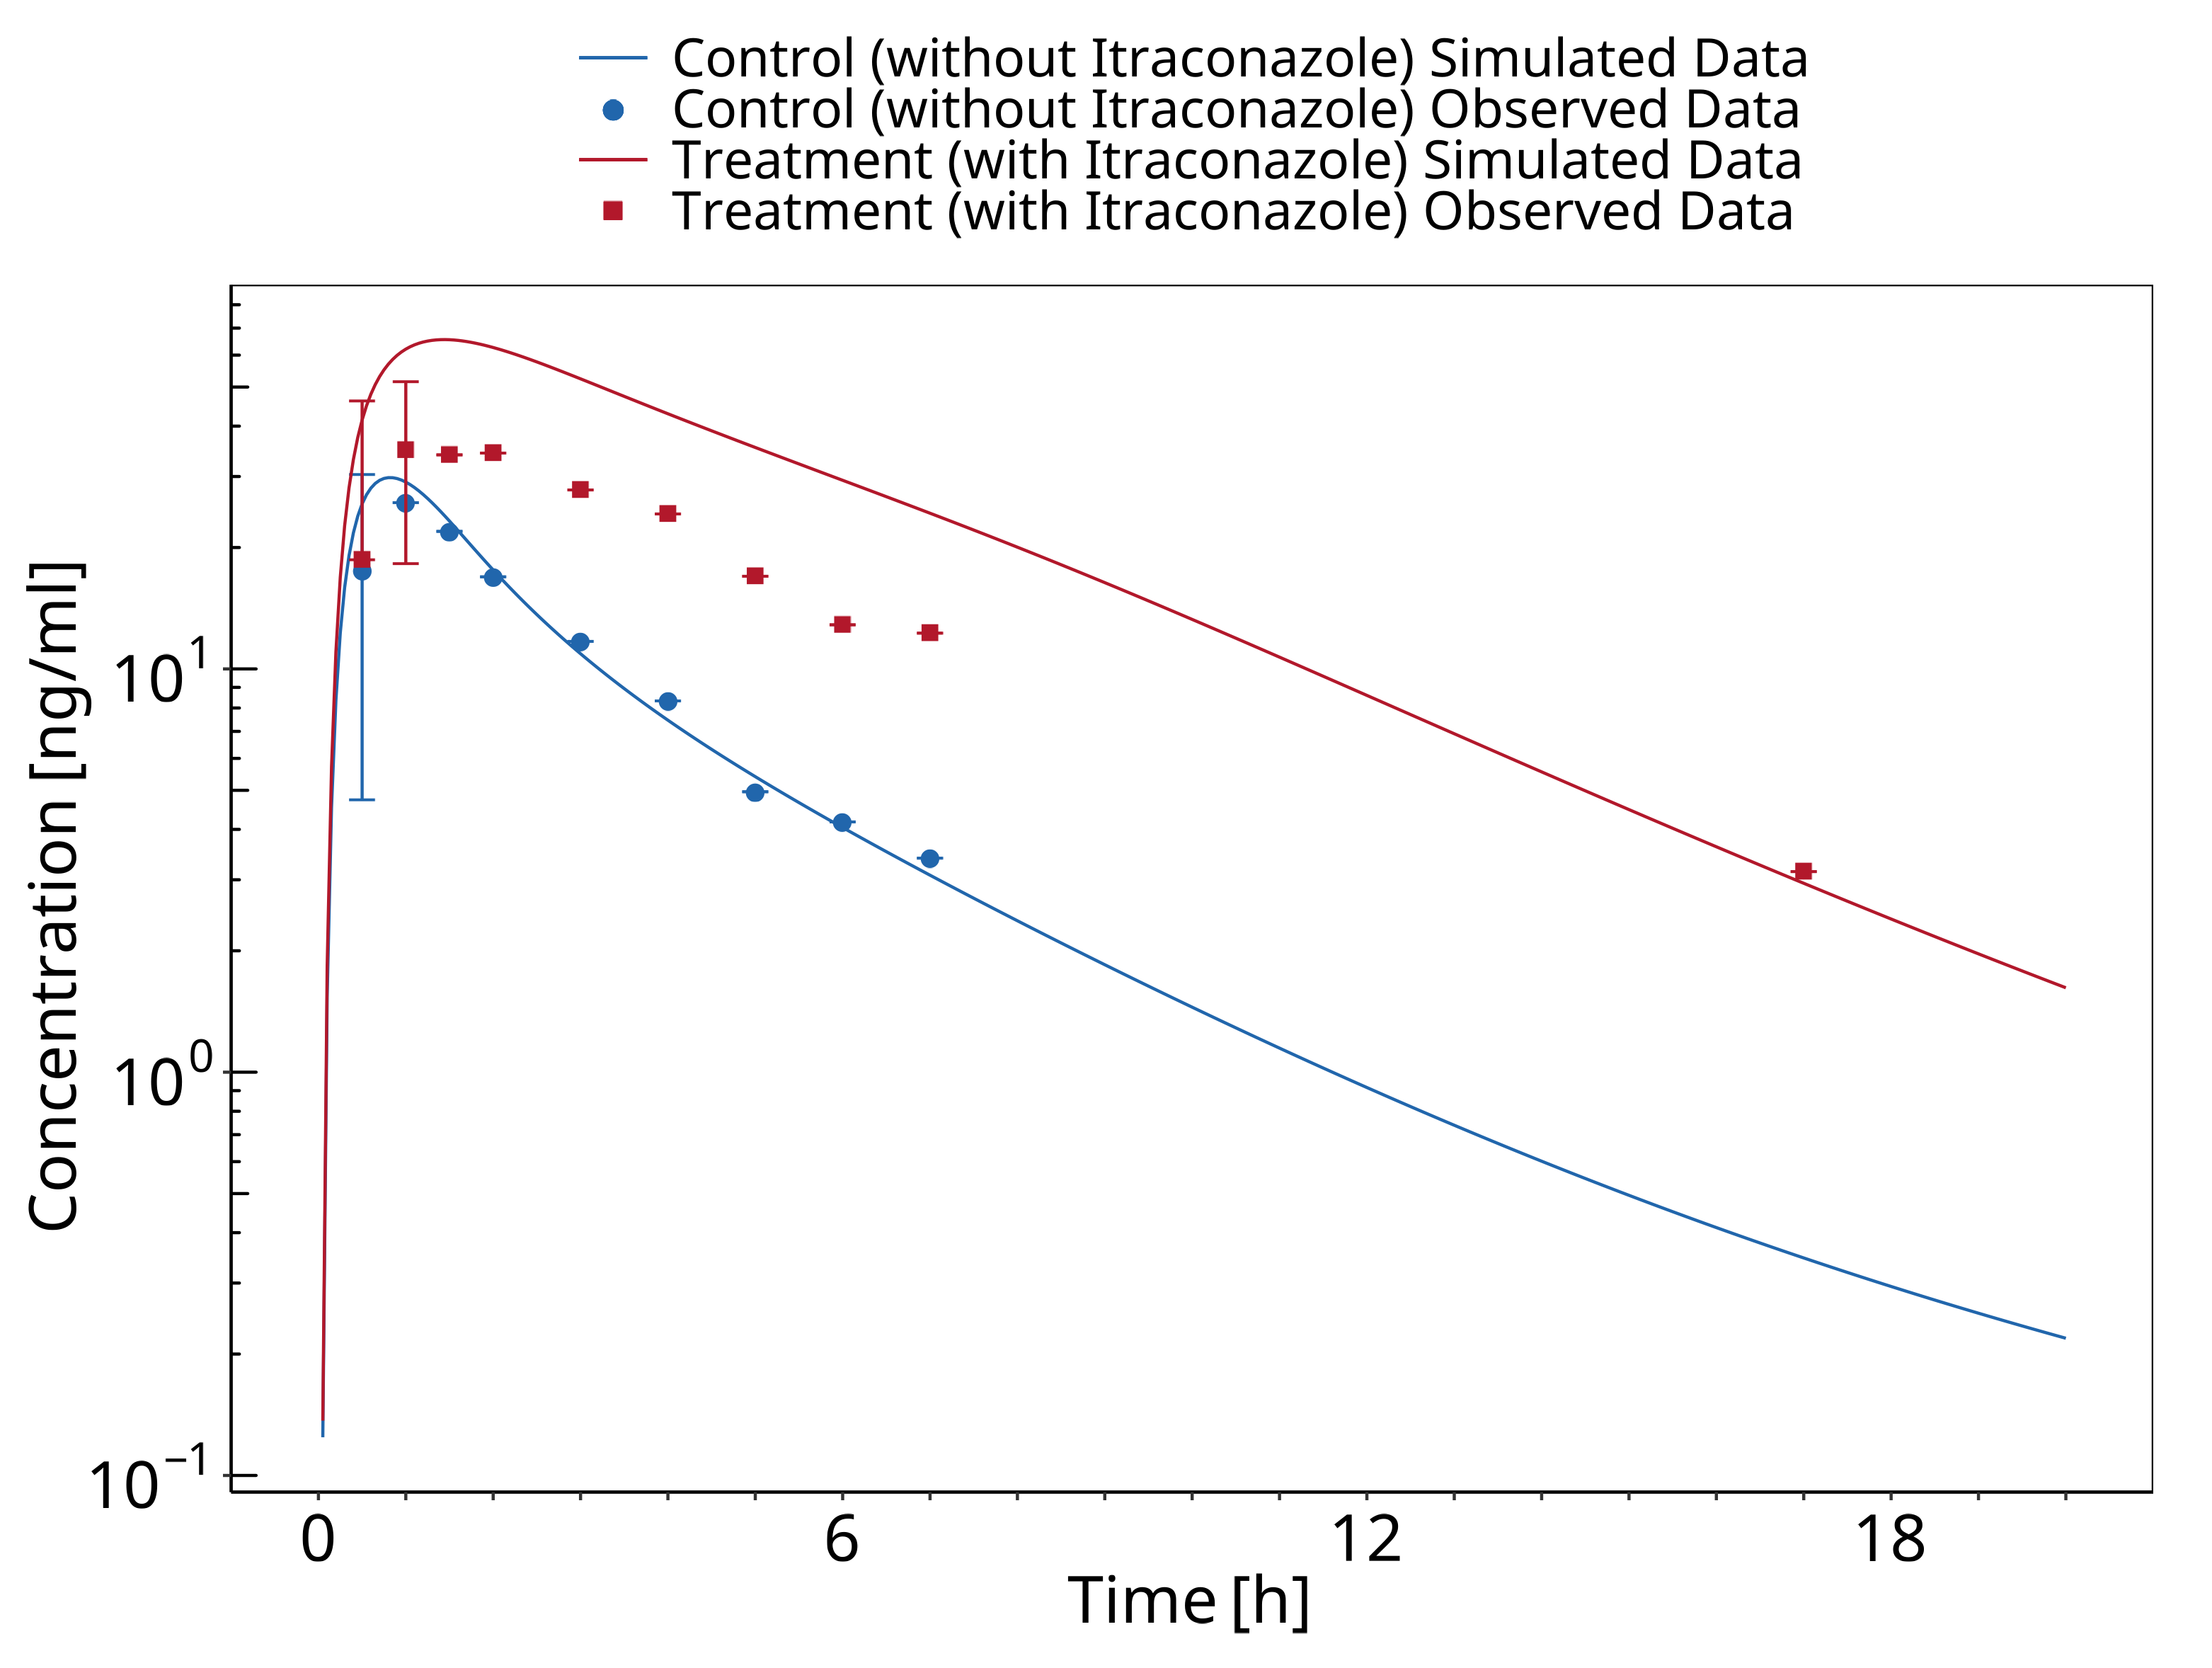 Control (without Itraconazole) Simulated Data
Control (without Itraconazole) Observed Data
Treatment (with Itraconazole) Simulated Data
Treatment (with Itraconazole) Observed Data
Concentration [ng/ml]
10¹
10⁰
10⁻¹
0 6 12 18
Time [h]